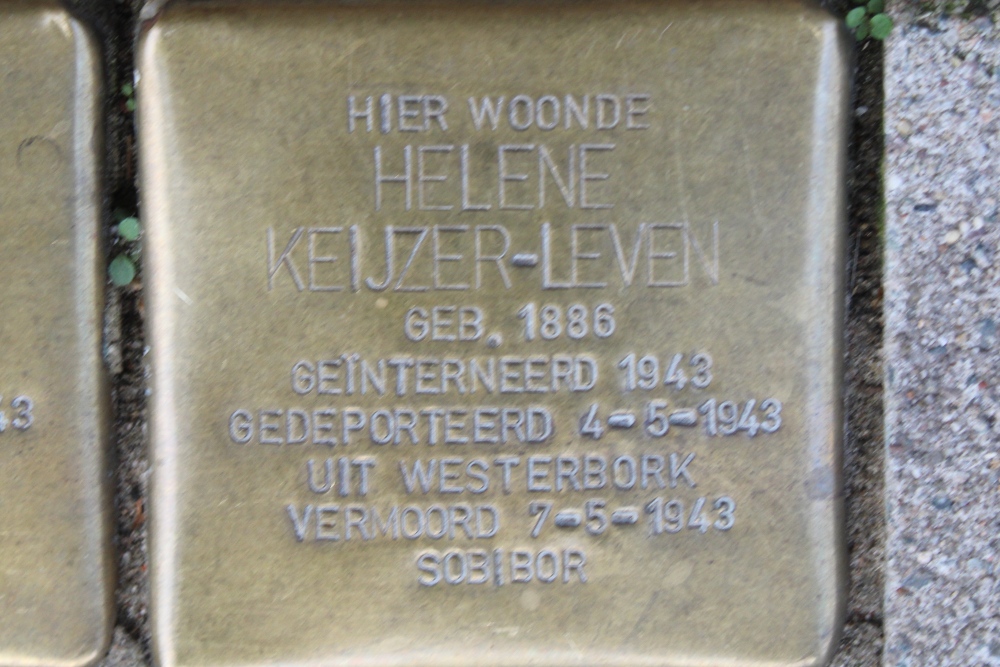 HIER WOONDE
HELENE
KEIJZER-LEVEN
GEB. 1886
GEÏNTERNEERD 1943
GEDEPORTEERD 4-5-1943
UIT WESTERBORK
VERMOORD 7-5-1943
SOBIBOR
43